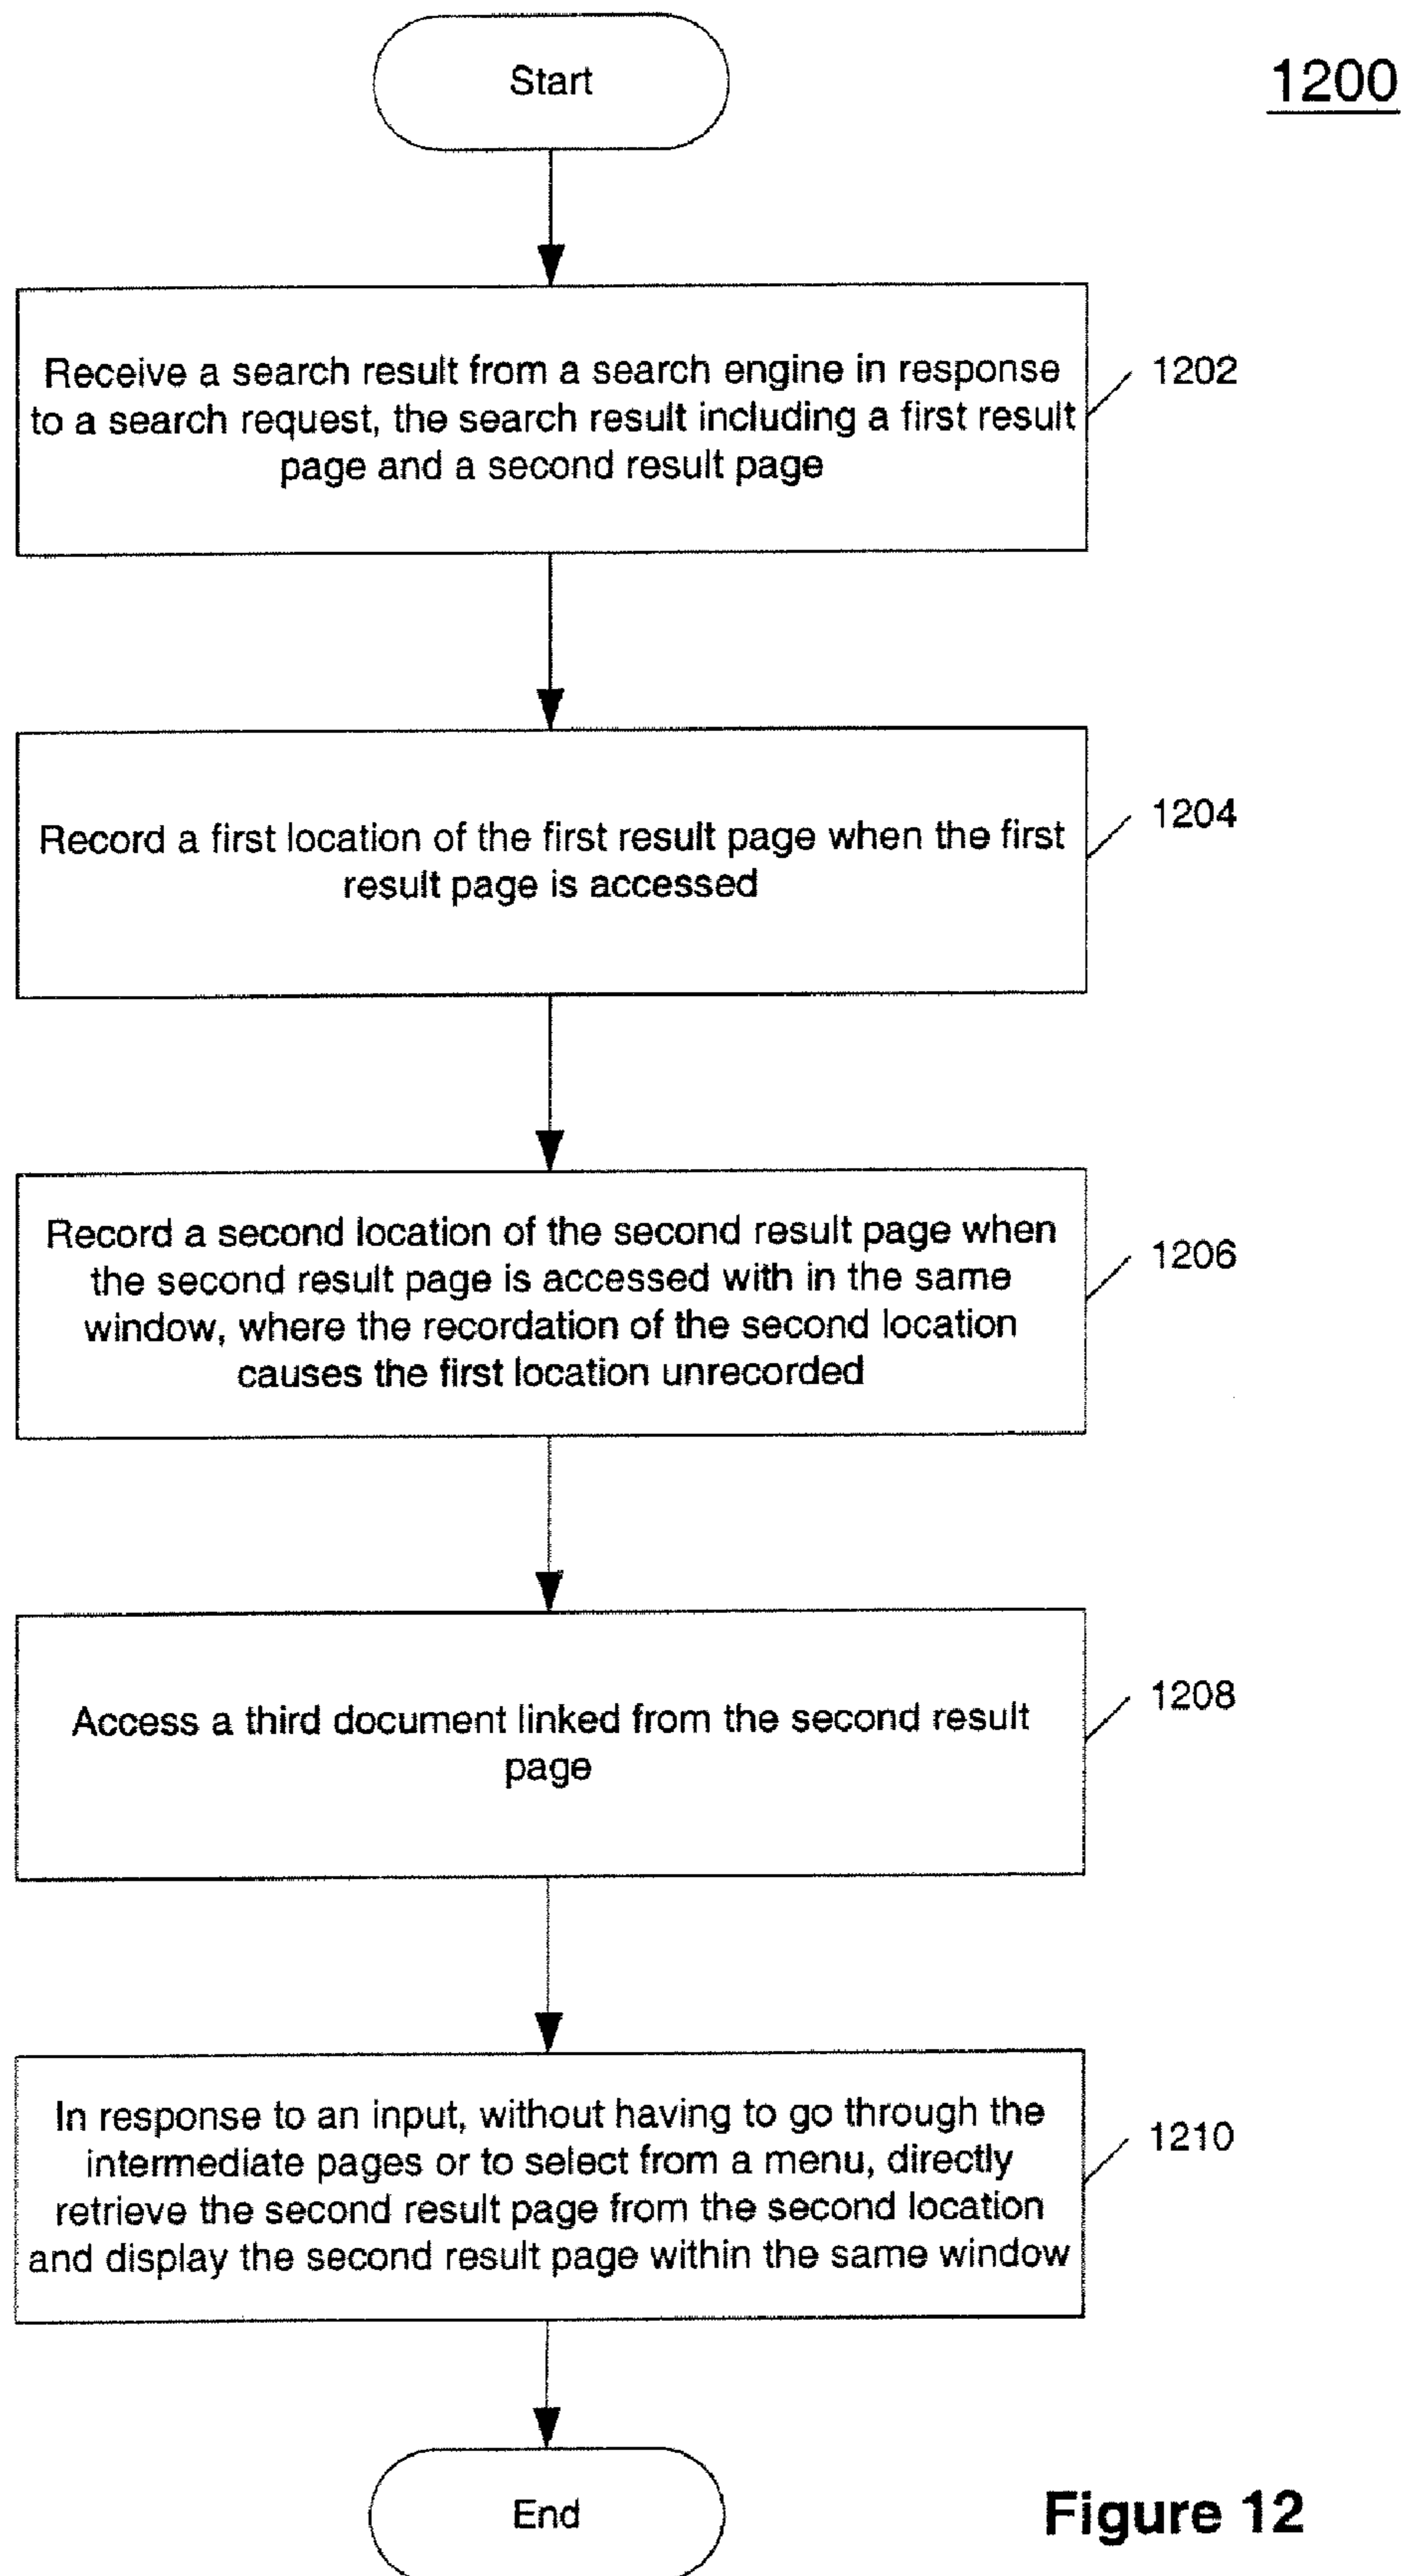 Start
1200
Receive a search result from a search engine in response
to a search request, the search result including a first result
page and a second result page
1202
Record a first location of the first result page when the first
result page is accessed
1204
Record a second location of the second result page when
the second result page is accessed with in the same
window, where the recordation of the second location
causes the first location unrecorded
1206
Access a third document linked from the second result
page
1208
In response to an input, without having to go through the
intermediate pages or to select from a menu, directly
retrieve the second result page from the second location
and display the second result page within the same window
1210
End
Figure 12